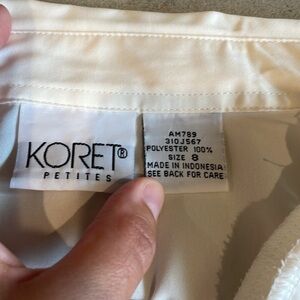 KORET®
PETITES
AM789
310J567
POLYESTER 100%
SIZE 8
MADE IN INDONESIA
SEE BACK FOR CARE